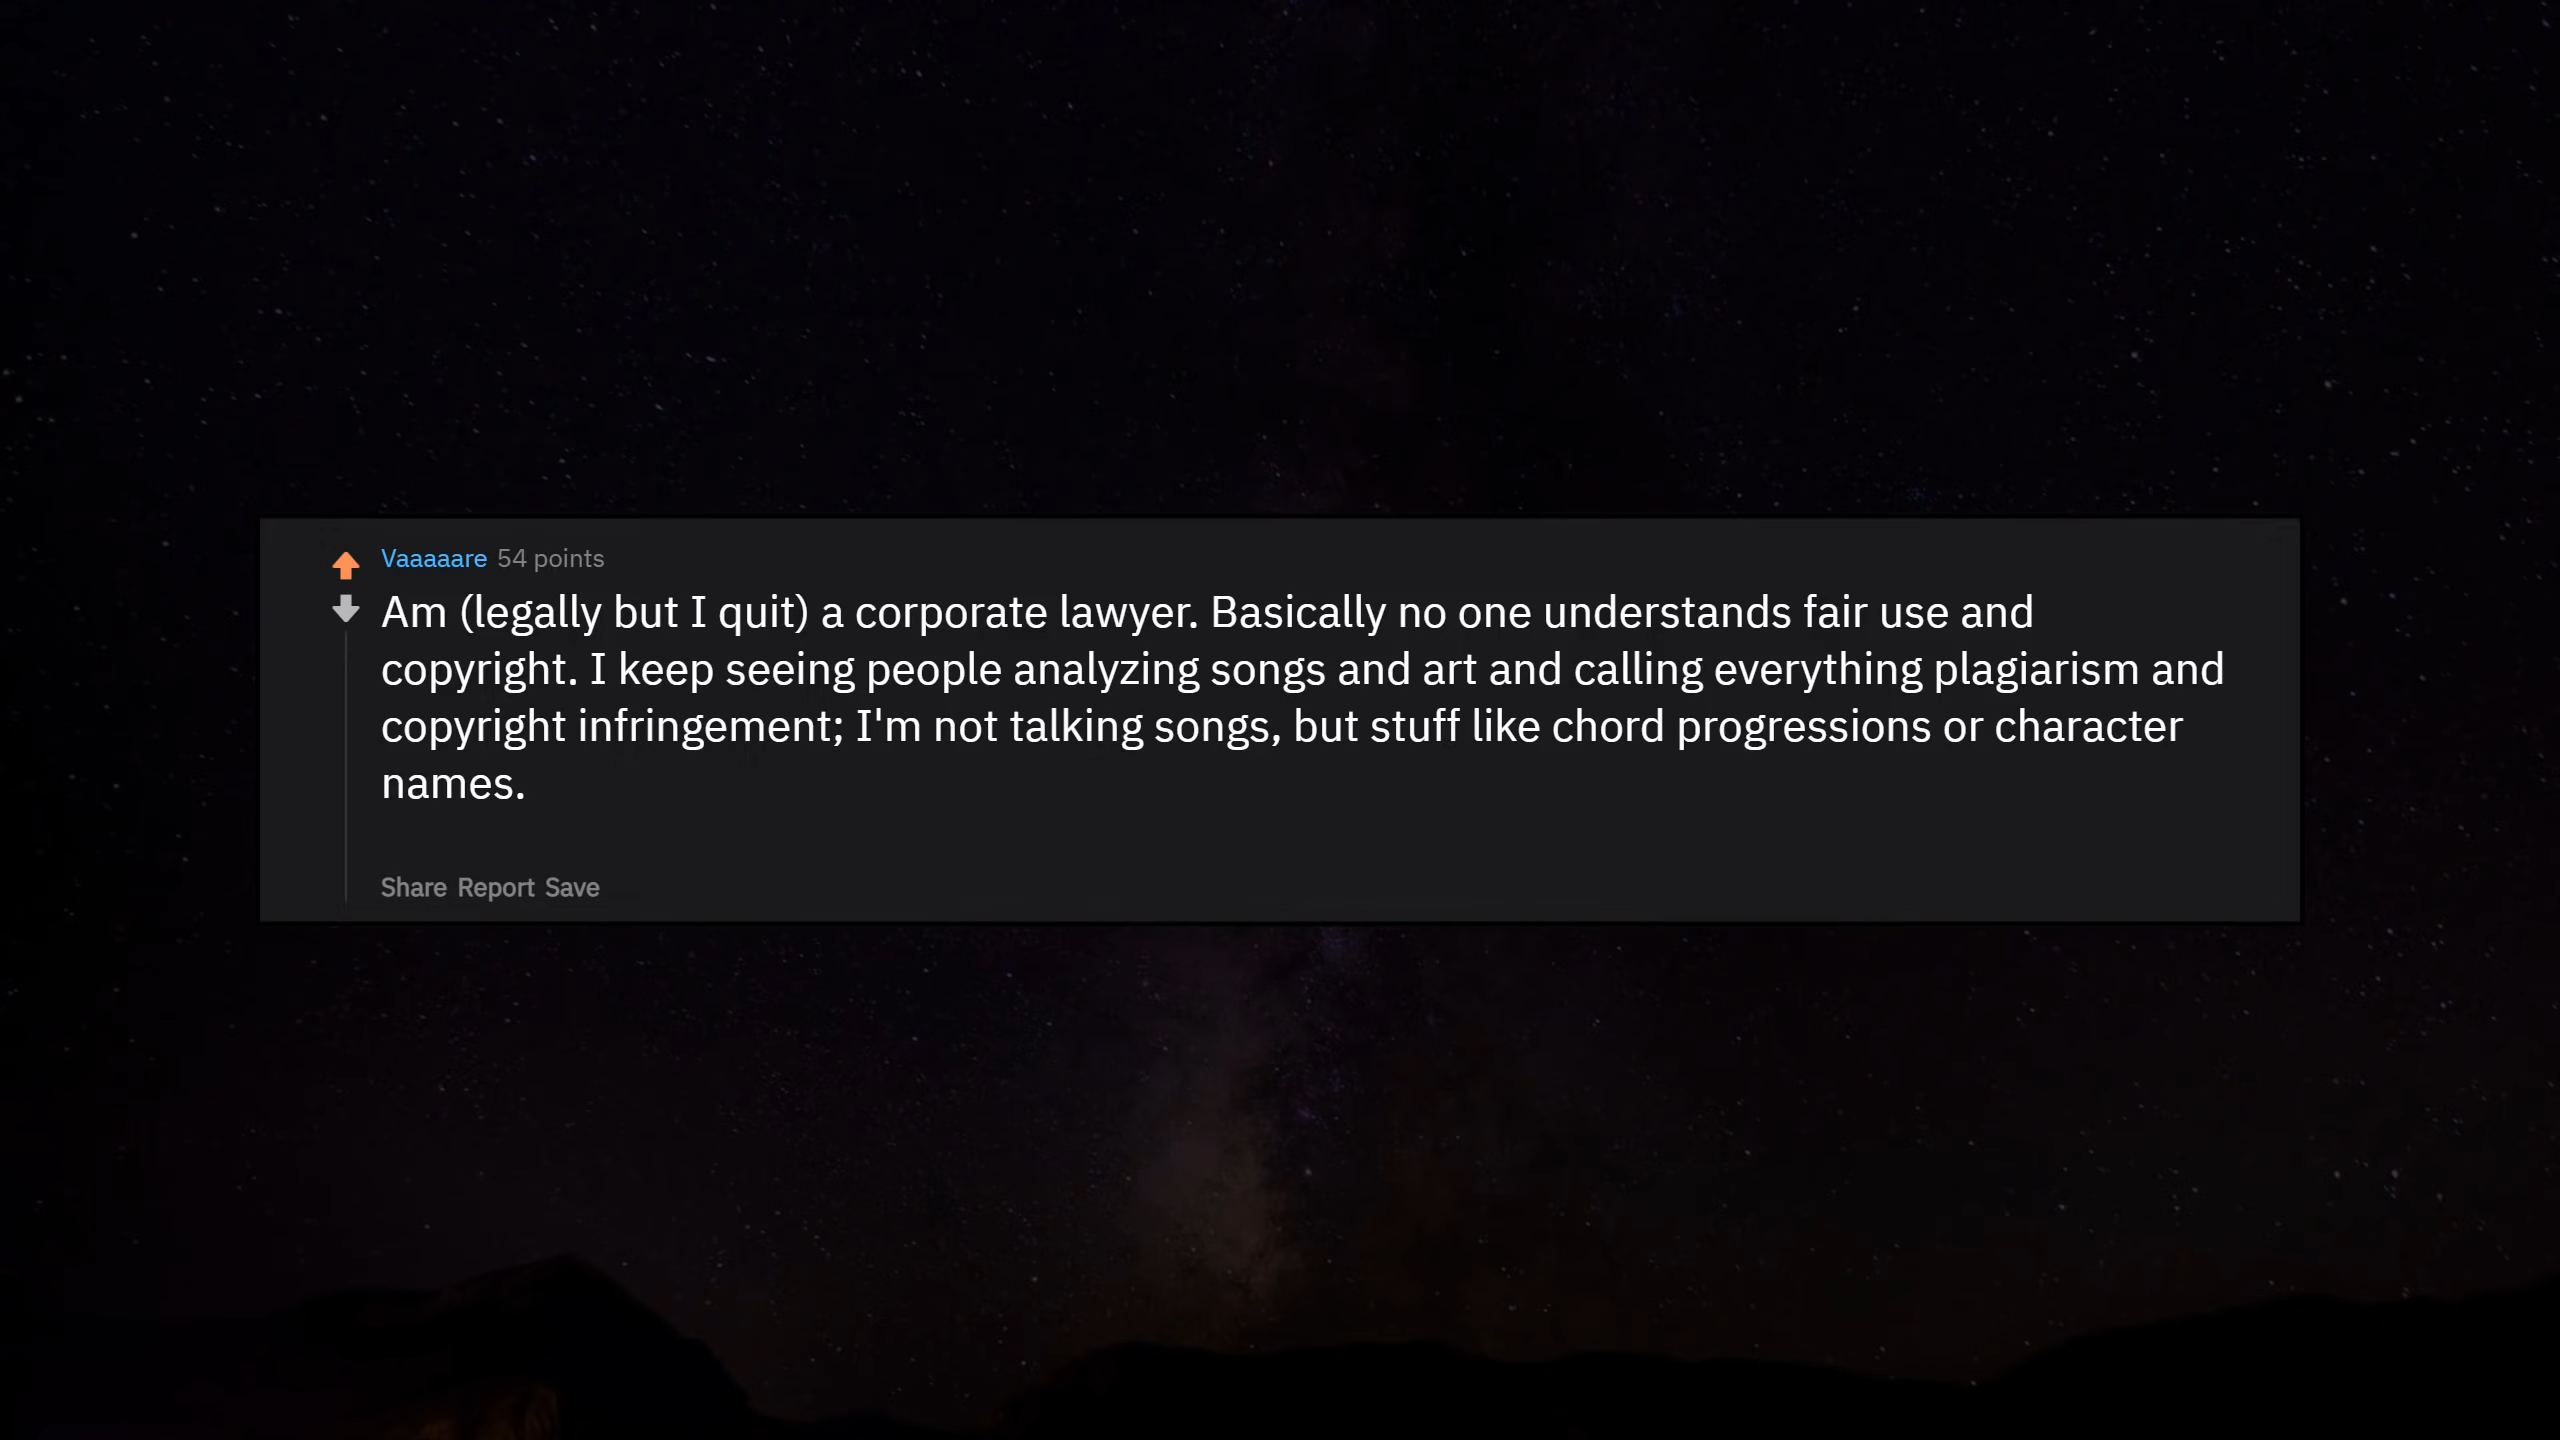 Vaaaaare 54 points
Am (legally but I quit) a corporate lawyer. Basically no one understands fair use and
copyright. I keep seeing people analyzing songs and art and calling everything plagiarism and
copyright infringement; I'm not talking songs, but stuff like chord progressions or character
names.
Share Report Save